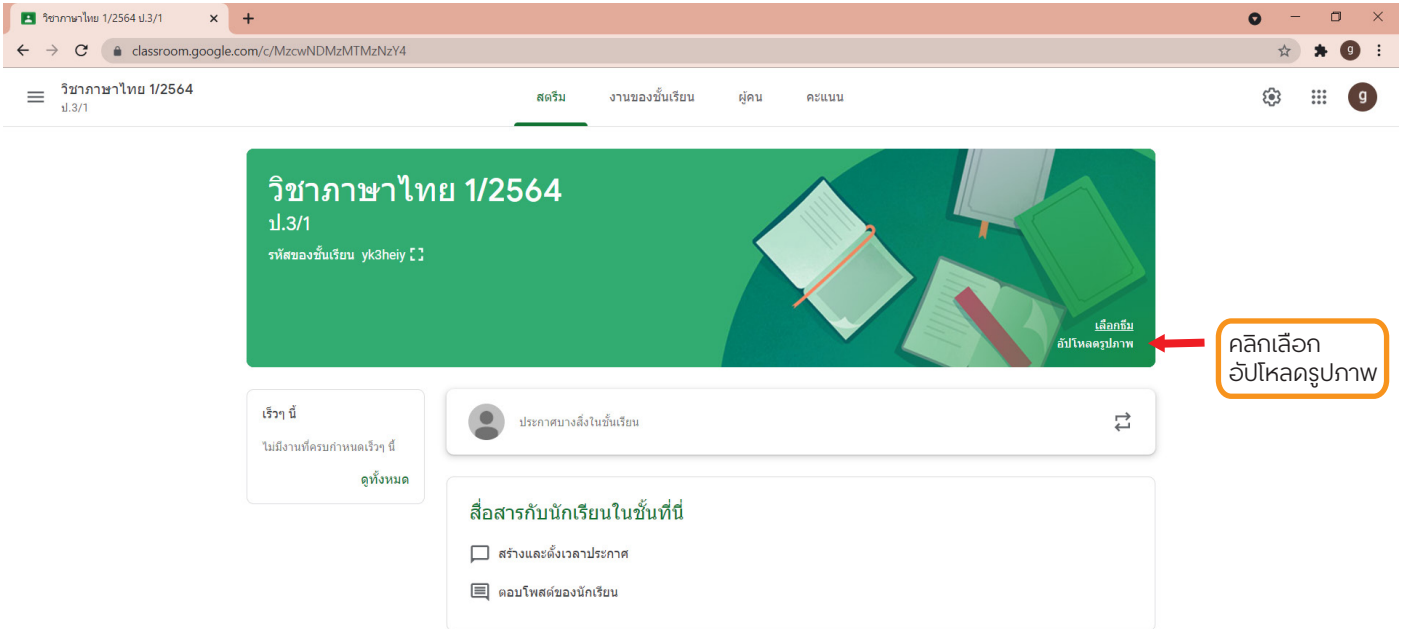 วิชาภาษาไทย 1/2564 ป.3/1
classroom.google.com/c/MzcwNDMzMTMzNzY4
g
วิชาภาษาไทย 1/2564
ป.3/1
สตรีม
งานของชั้นเรียน
ผู้คน
คะแนน
g
วิชาภาษาไทย 1/2564
ป.3/1
รหัสของชั้นเรียน yk3heiy
เลือกธีม
อัปโหลดรูปภาพ
คลิกเลือก
อัปโหลดรูปภาพ
เร็วๆ นี้
ไม่มีงานที่ครบกำหนดเร็วๆ นี้
ดูทั้งหมด
ประกาศบางสิ่งในชั้นเรียน
สื่อสารกับนักเรียนในชั้นที่นี่
สร้างและตั้งเวลาประกาศ
ตอบโพสต์ของนักเรียน